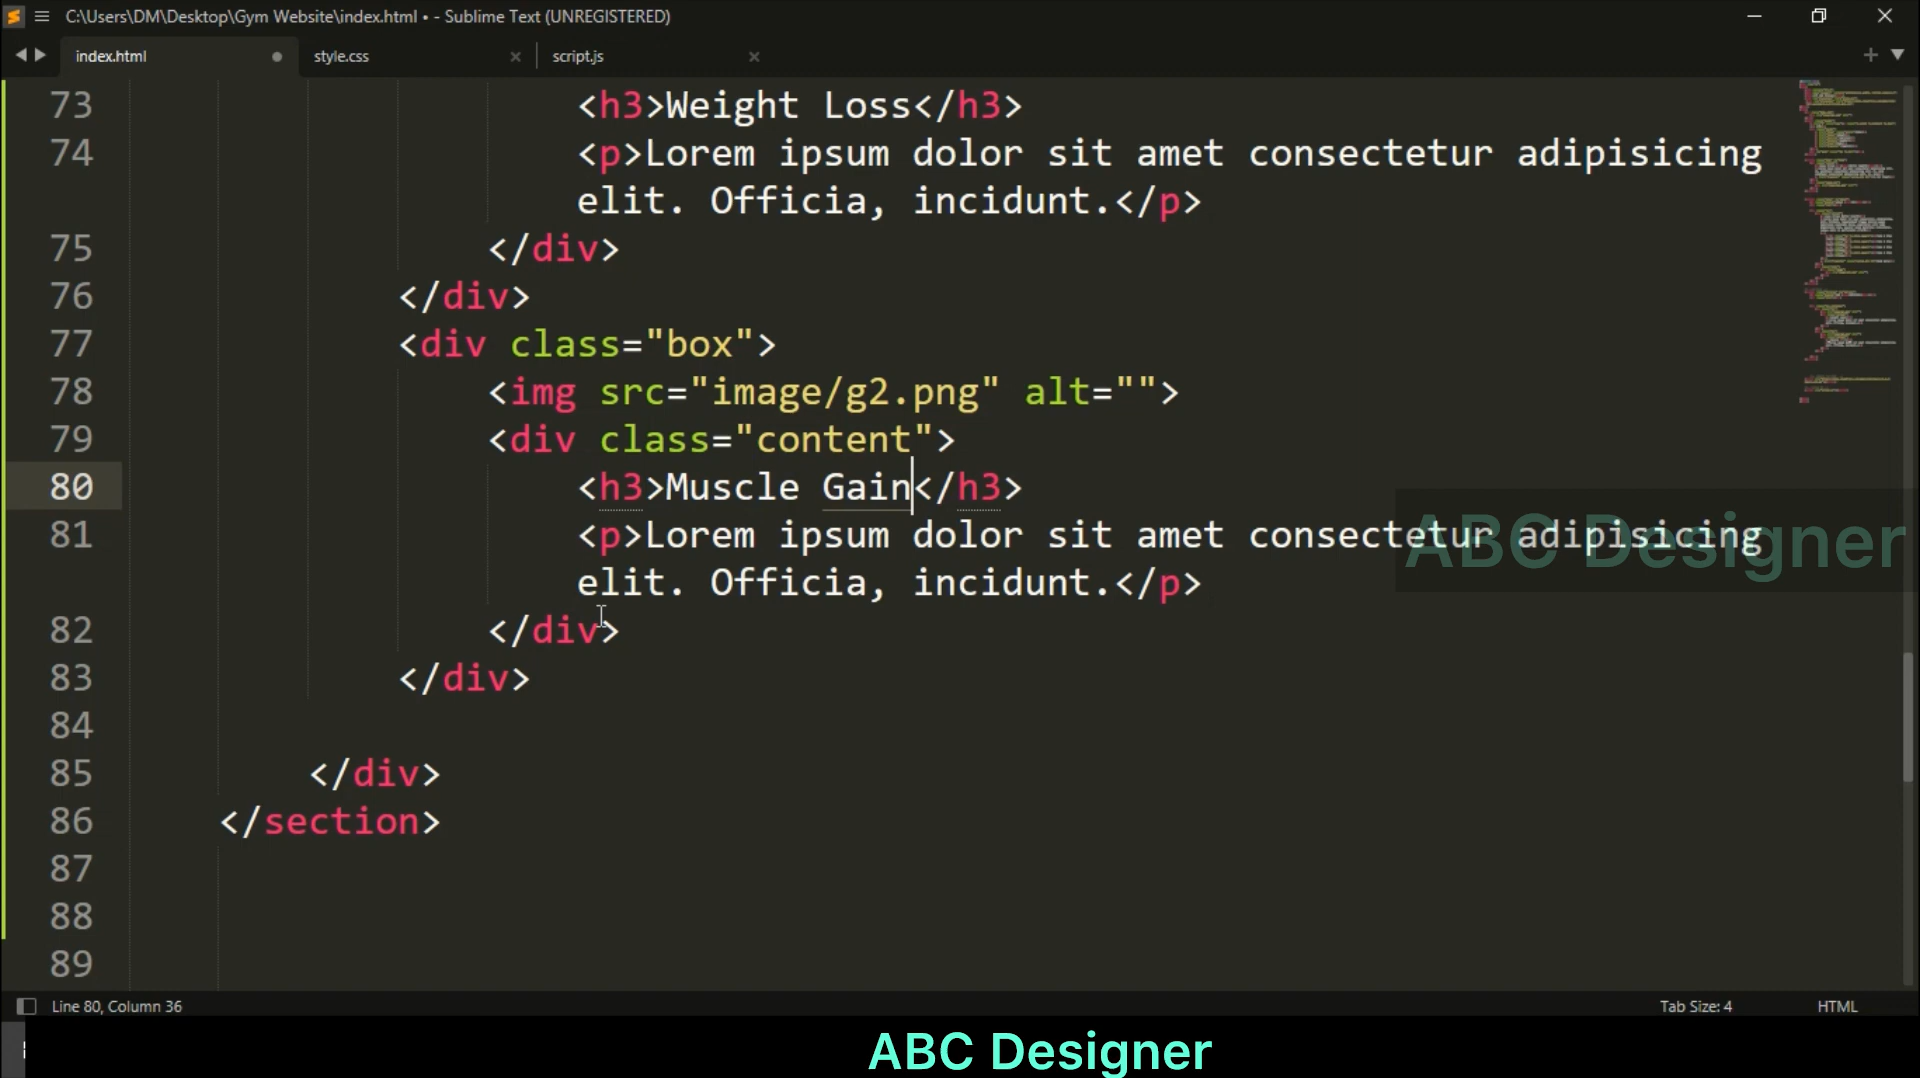 C:\Users\DM\Desktop\Gym Website\index.html • - Sublime Text (UNREGISTERED)
index.html style.css script.js
73 <h3>Weight Loss</h3>
74 <p>Lorem ipsum dolor sit amet consectetur adipisicing
elit. Officia, incidunt.</p>
75 </div>
76 </div>
77 <div class="box">
78 <img src="image/g2.png" alt="">
79 <div class="content">
80 <h3>Muscle Gain</h3>
81 <p>Lorem ipsum dolor sit amet consectetur adipisicing
ABC Designer
elit. Officia, incidunt.</p>
82 </div>
83 </div>
84
85 </div>
86 </section>
87
88
89
Line 80, Column 36 Tab Size: 4 HTML
ABC Designer